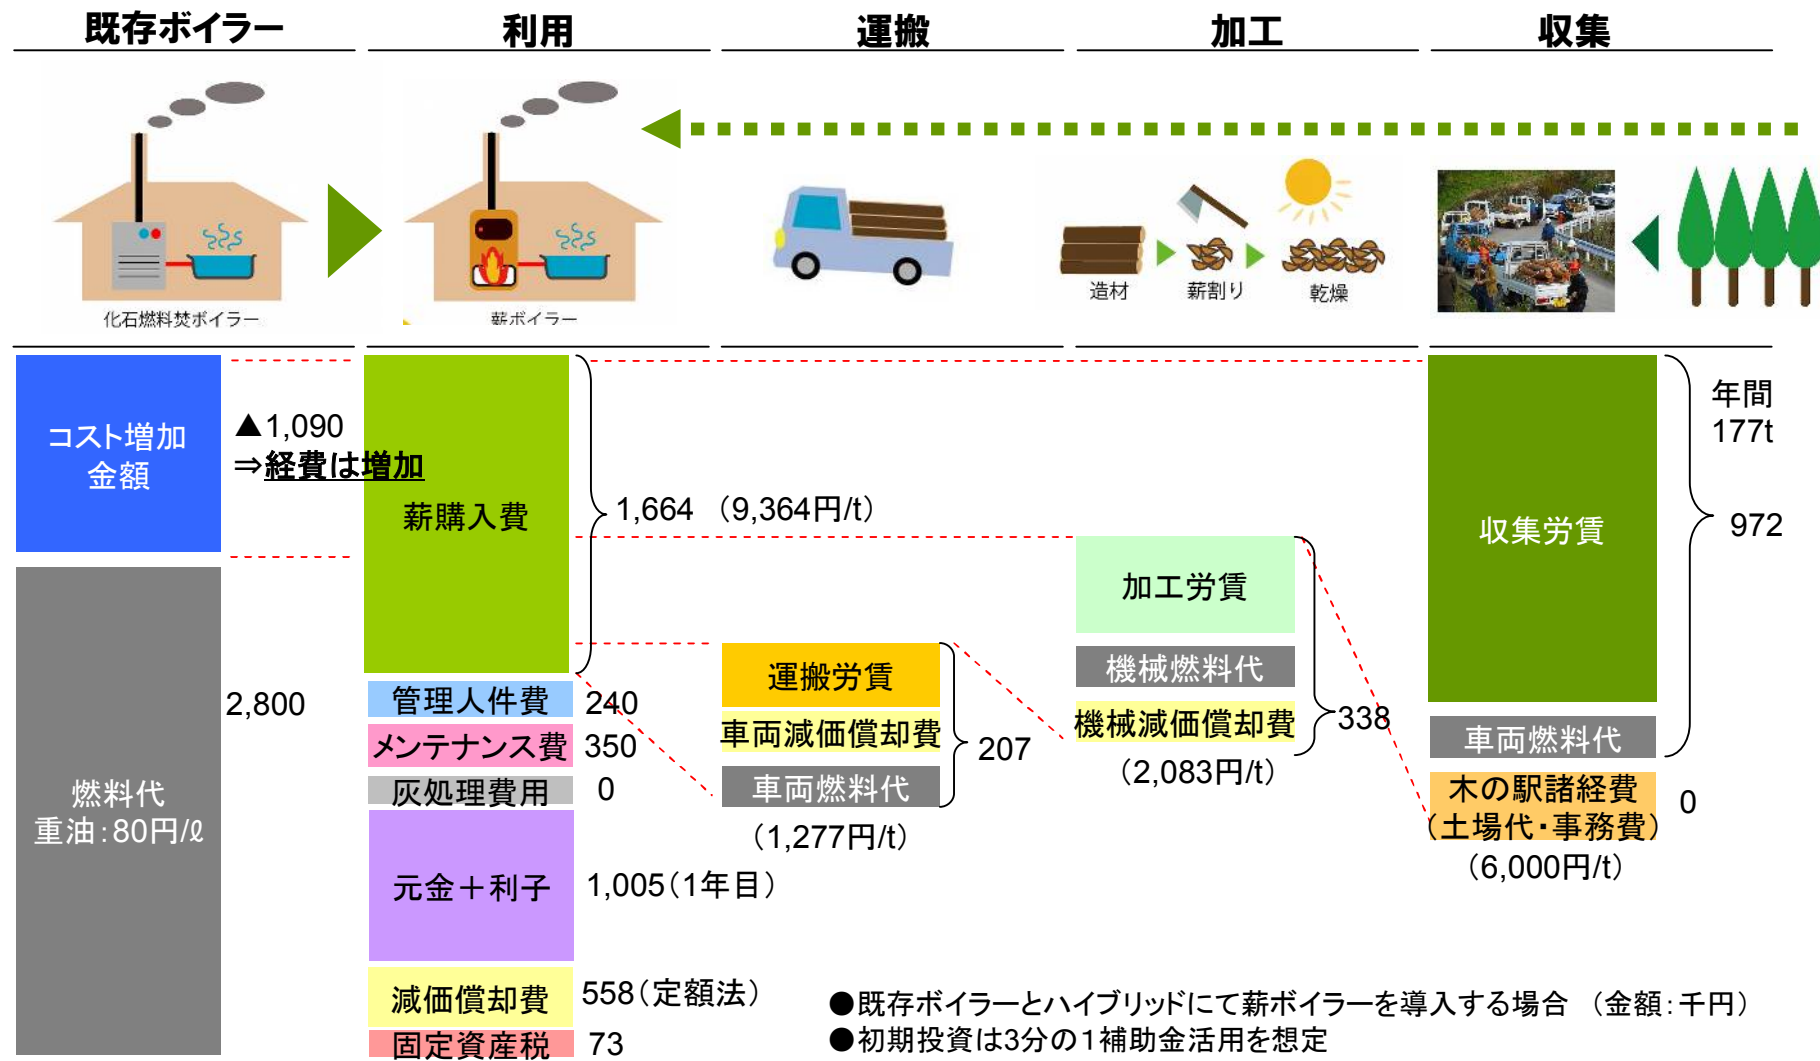 既存ボイラー
利用
運搬
加工
収集
化石燃料焚ボイラー
薪ボイラー
造材
薪割り
乾燥
コスト増加
金額
▲1,090
⇒経費は増加
燃料代
重油:80円/ℓ
2,800
薪購入費
1,664 (9,364円/t)
管理人件費
240
メンテナンス費
350
灰処理費用
0
元金+利子
1,005(1年目)
減価償却費
558(定額法)
固定資産税
73
運搬労賃
車両減価償却費
車両燃料代
207
(1,277円/t)
加工労賃
機械燃料代
機械減価償却費
338
(2,083円/t)
年間
177t
収集労賃
972
車両燃料代
木の駅諸経費
(土場代・事務費)
0
(6,000円/t)
●既存ボイラーとハイブリッドにて薪ボイラーを導入する場合 (金額:千円)
●初期投資は3分の1補助金活用を想定